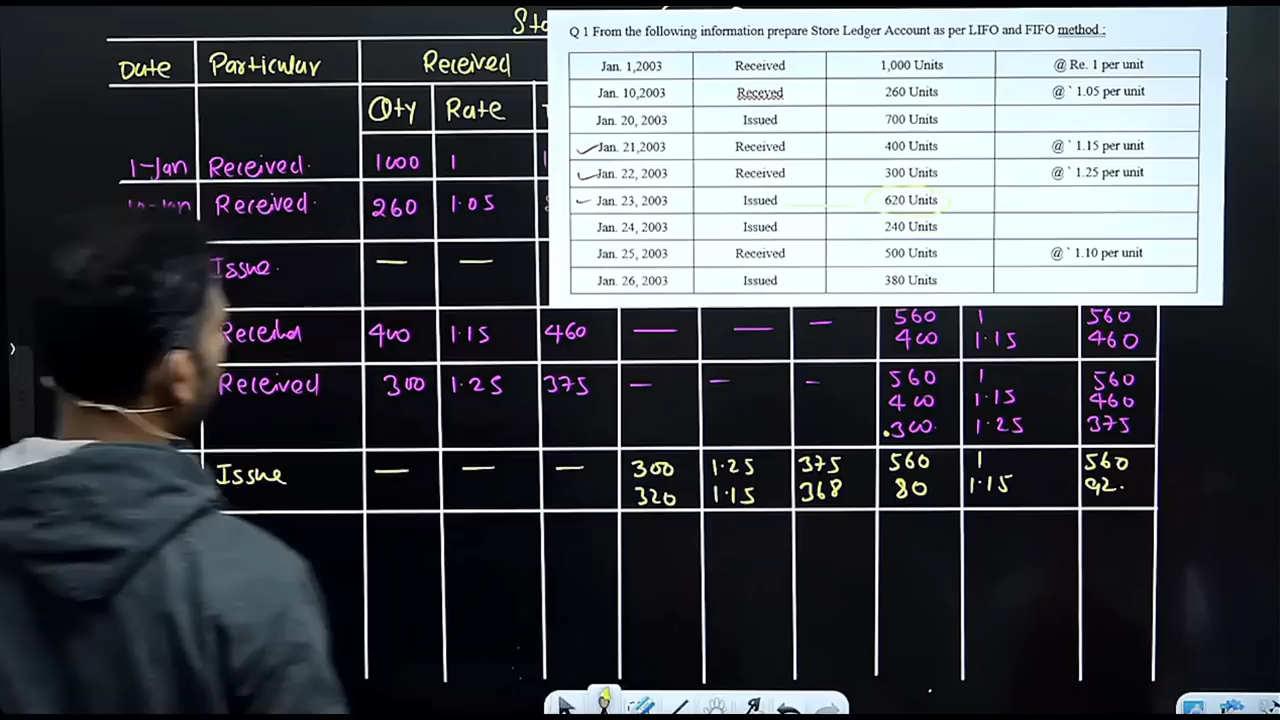 Q 1 From the following information prepare Store Ledger Account as per LIFO and FIFO method :
Jan. 1,2003 Received 1,000 Units @ Re. 1 per unit
Jan. 10,2003 Receved 260 Units @ ` 1.05 per unit
Jan. 20, 2003 Issued 700 Units
Jan. 21,2003 Received 400 Units @ ` 1.15 per unit
Jan. 22, 2003 Received 300 Units @ ` 1.25 per unit
Jan. 23, 2003 Issued 620 Units
Jan. 24, 2003 Issued 240 Units
Jan. 25, 2003 Received 500 Units @ ` 1.10 per unit
Jan. 26, 2003 Issued 380 Units
Date Particular Received
Qty Rate
1-Jan Received. 1000 1
Received. 260 1.05
Issue. — —
Received 400 1.15 460 — — — 560 1 560
400 1.15 460
Received 300 1.25 375 — — — 560 1 560
400 1.15 460
300 1.25 375
Issue — — — 300 1.25 375 560 1 560
320 1.15 368 80 1.15 92.